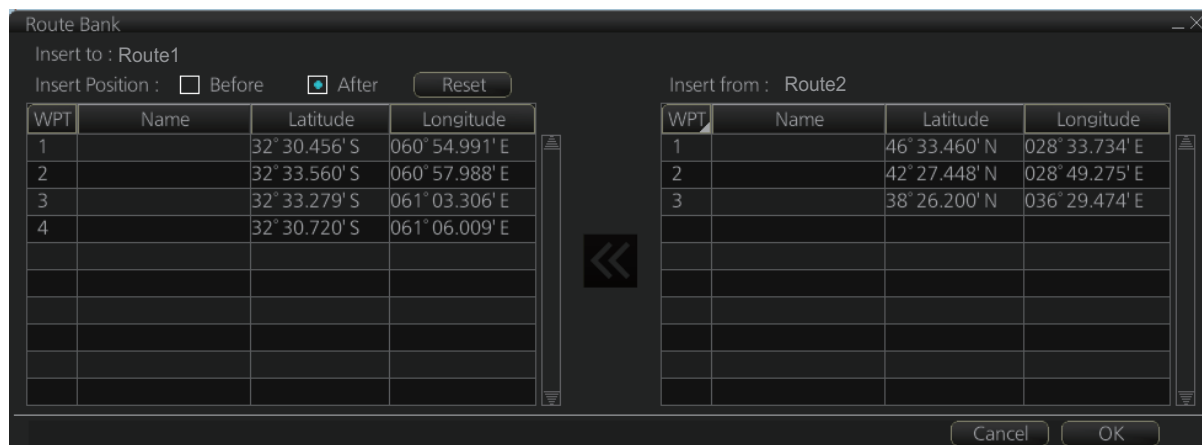 Route Bank
Insert to : Route1
Insert Position : Before After Reset
Insert from : Route2
WPT Name Latitude Longitude
1 32° 30.456' S 060° 54.991' E
2 32° 33.560' S 060° 57.988' E
3 32° 33.279' S 061° 03.306' E
4 32° 30.720' S 061° 06.009' E
WPT Name Latitude Longitude
1 46° 33.460' N 028° 33.734' E
2 42° 27.448' N 028° 49.275' E
3 38° 26.200' N 036° 29.474' E
Cancel OK